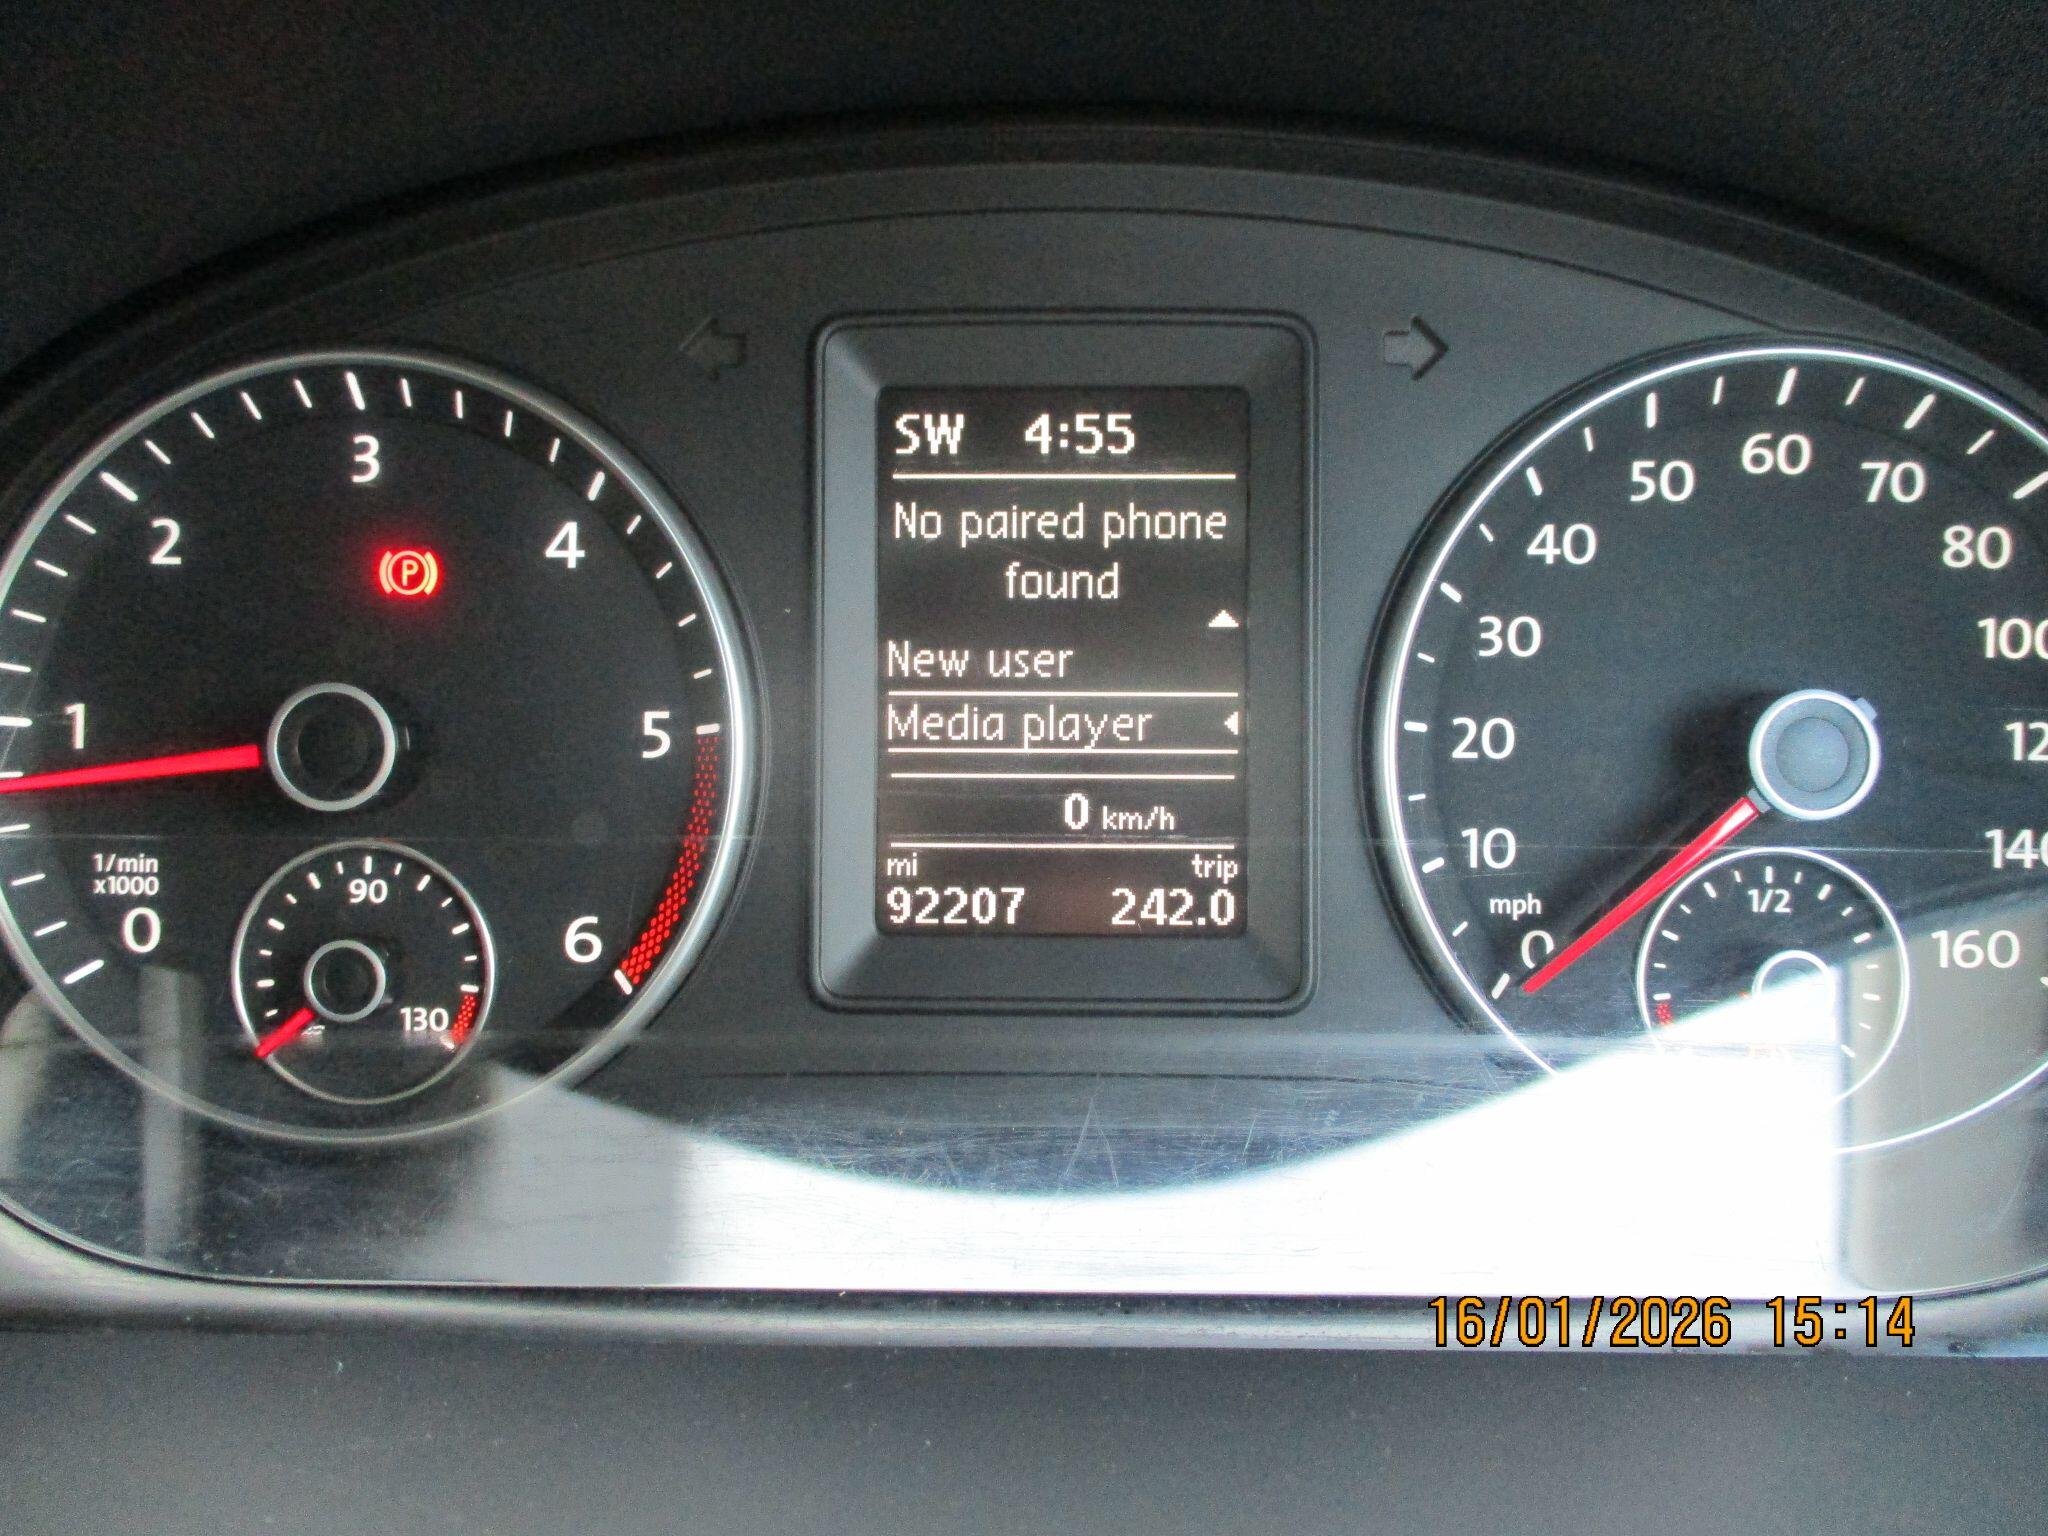 SW 4:55
No paired phone
found
New user
Media player
0 km/h
mi trip
92207 242.0
1/min
x1000
0
1
2
3
4
5
6
90
130
mph
0
10
20
30
40
50
60
70
80
160
1/2
P
16/01/2026 15:14